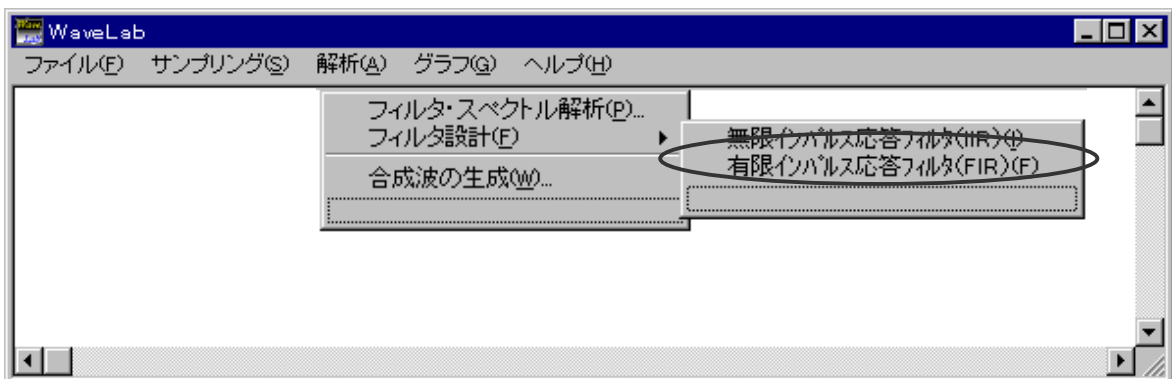 WaveLab
ファイル(F) サンプリング(S) 解析(A) グラフ(G) ヘルプ(H)
フィルタ・スペクトル解析(P)...
フィルタ設計(F)
無限インパルス応答フィルタ(IIR)(I)
有限インパルス応答フィルタ(FIR)(F)
合成波の生成(W)...